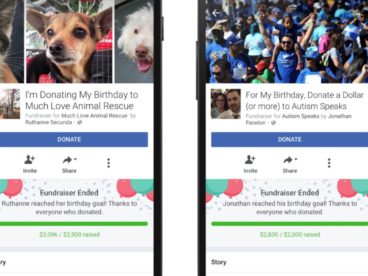 I'm Donating My Birthday to
Much Love Animal Rescue
Fundraiser for Much Love Animal Rescue by
Ruthanne Secunda
DONATE
Invite
Share
Fundraiser Ended
Ruthanne reached her birthday goal! Thanks to
everyone who donated.
$3,096 / $2,500 raised
Story
For My Birthday, Donate a Dollar
(or more) to Autism Speaks
Fundraiser for Autism Speaks by Jonathan
Fenelon
DONATE
Invite
Share
Fundraiser Ended
Jonathan reached his birthday goal! Thanks to
everyone who donated.
$2,830 / $2,000 raised
Story